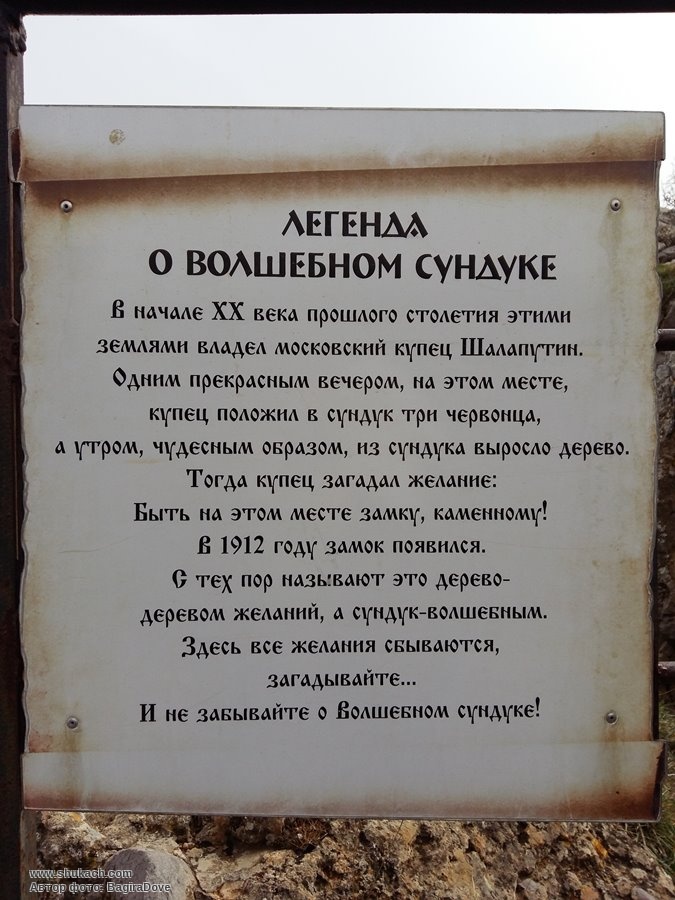 ЛЕГЕНДА
О ВОЛШЕБНОМ СУНДУКЕ
В начале XX века прошлого столетия этими
землями владел московский купец Шалапутин.
Одним прекрасным вечером, на этом месте,
купец положил в сундук три червонца,
а утром, чудесным образом, из сундука выросло дерево.
Тогда купец загадал желание:
Быть на этом месте замку, каменному!
В 1912 году замок появился.
С тех пор называют это дерево-
деревом желаний, а сундук-волшебным.
Здесь все желания сбываются,
загадывайте...
И не забывайте о Волшебном сундуке!
www.shukach.com
Автор фото: BagiraDove